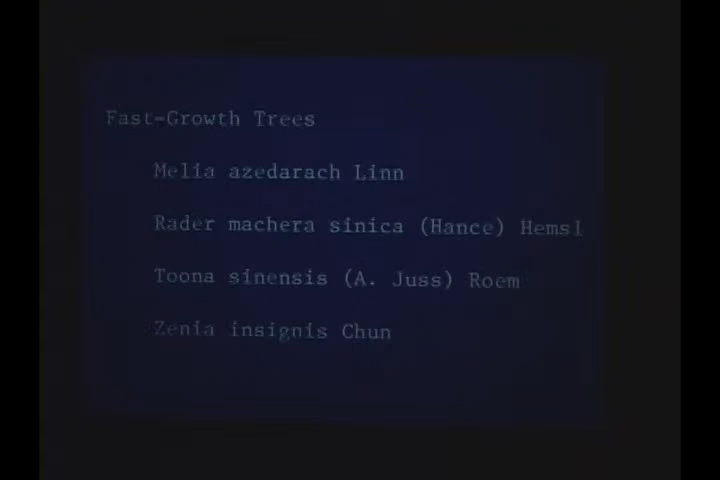 Fast-Growth Trees
Melia azedarach Linn
Rader machera sinica (Hance) Hemsl
Toona sinensis (A. Juss) Roem
Zenia insignis Chun